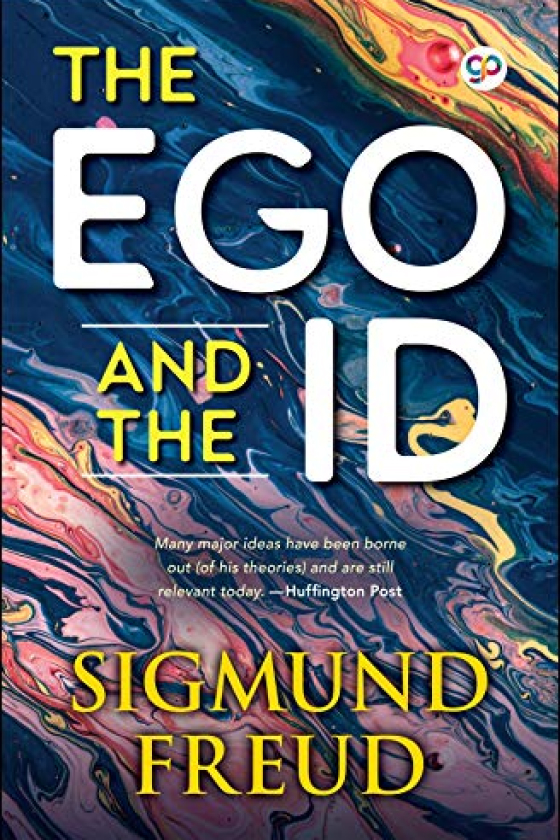 THE
gp
EGO
AND
THE
ID
Many major ideas have been borne
out (of his theories) and are still
relevant today. —Huffington Post
SIGMUND
FREUD